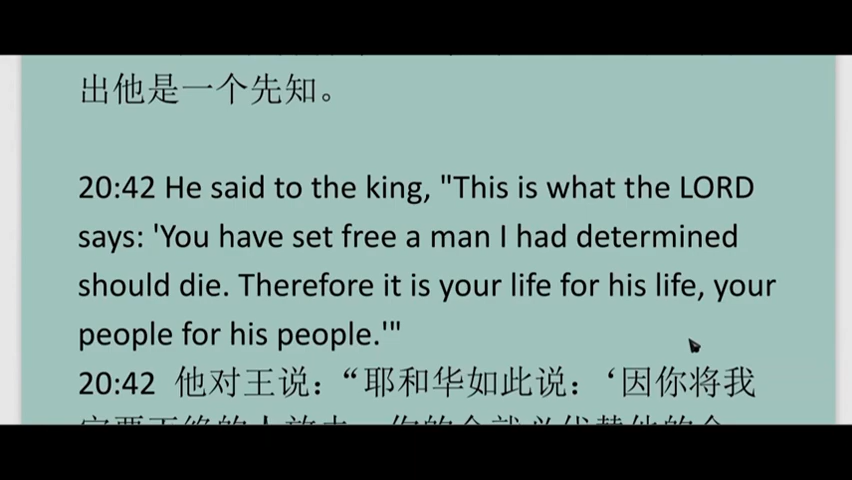 出他是一个先知。
20:42 He said to the king, "This is what the LORD
says: 'You have set free a man I had determined
should die. Therefore it is your life for his life, your
people for his people.'"
20:42 他对王说：“耶和华如此说：‘因你将我